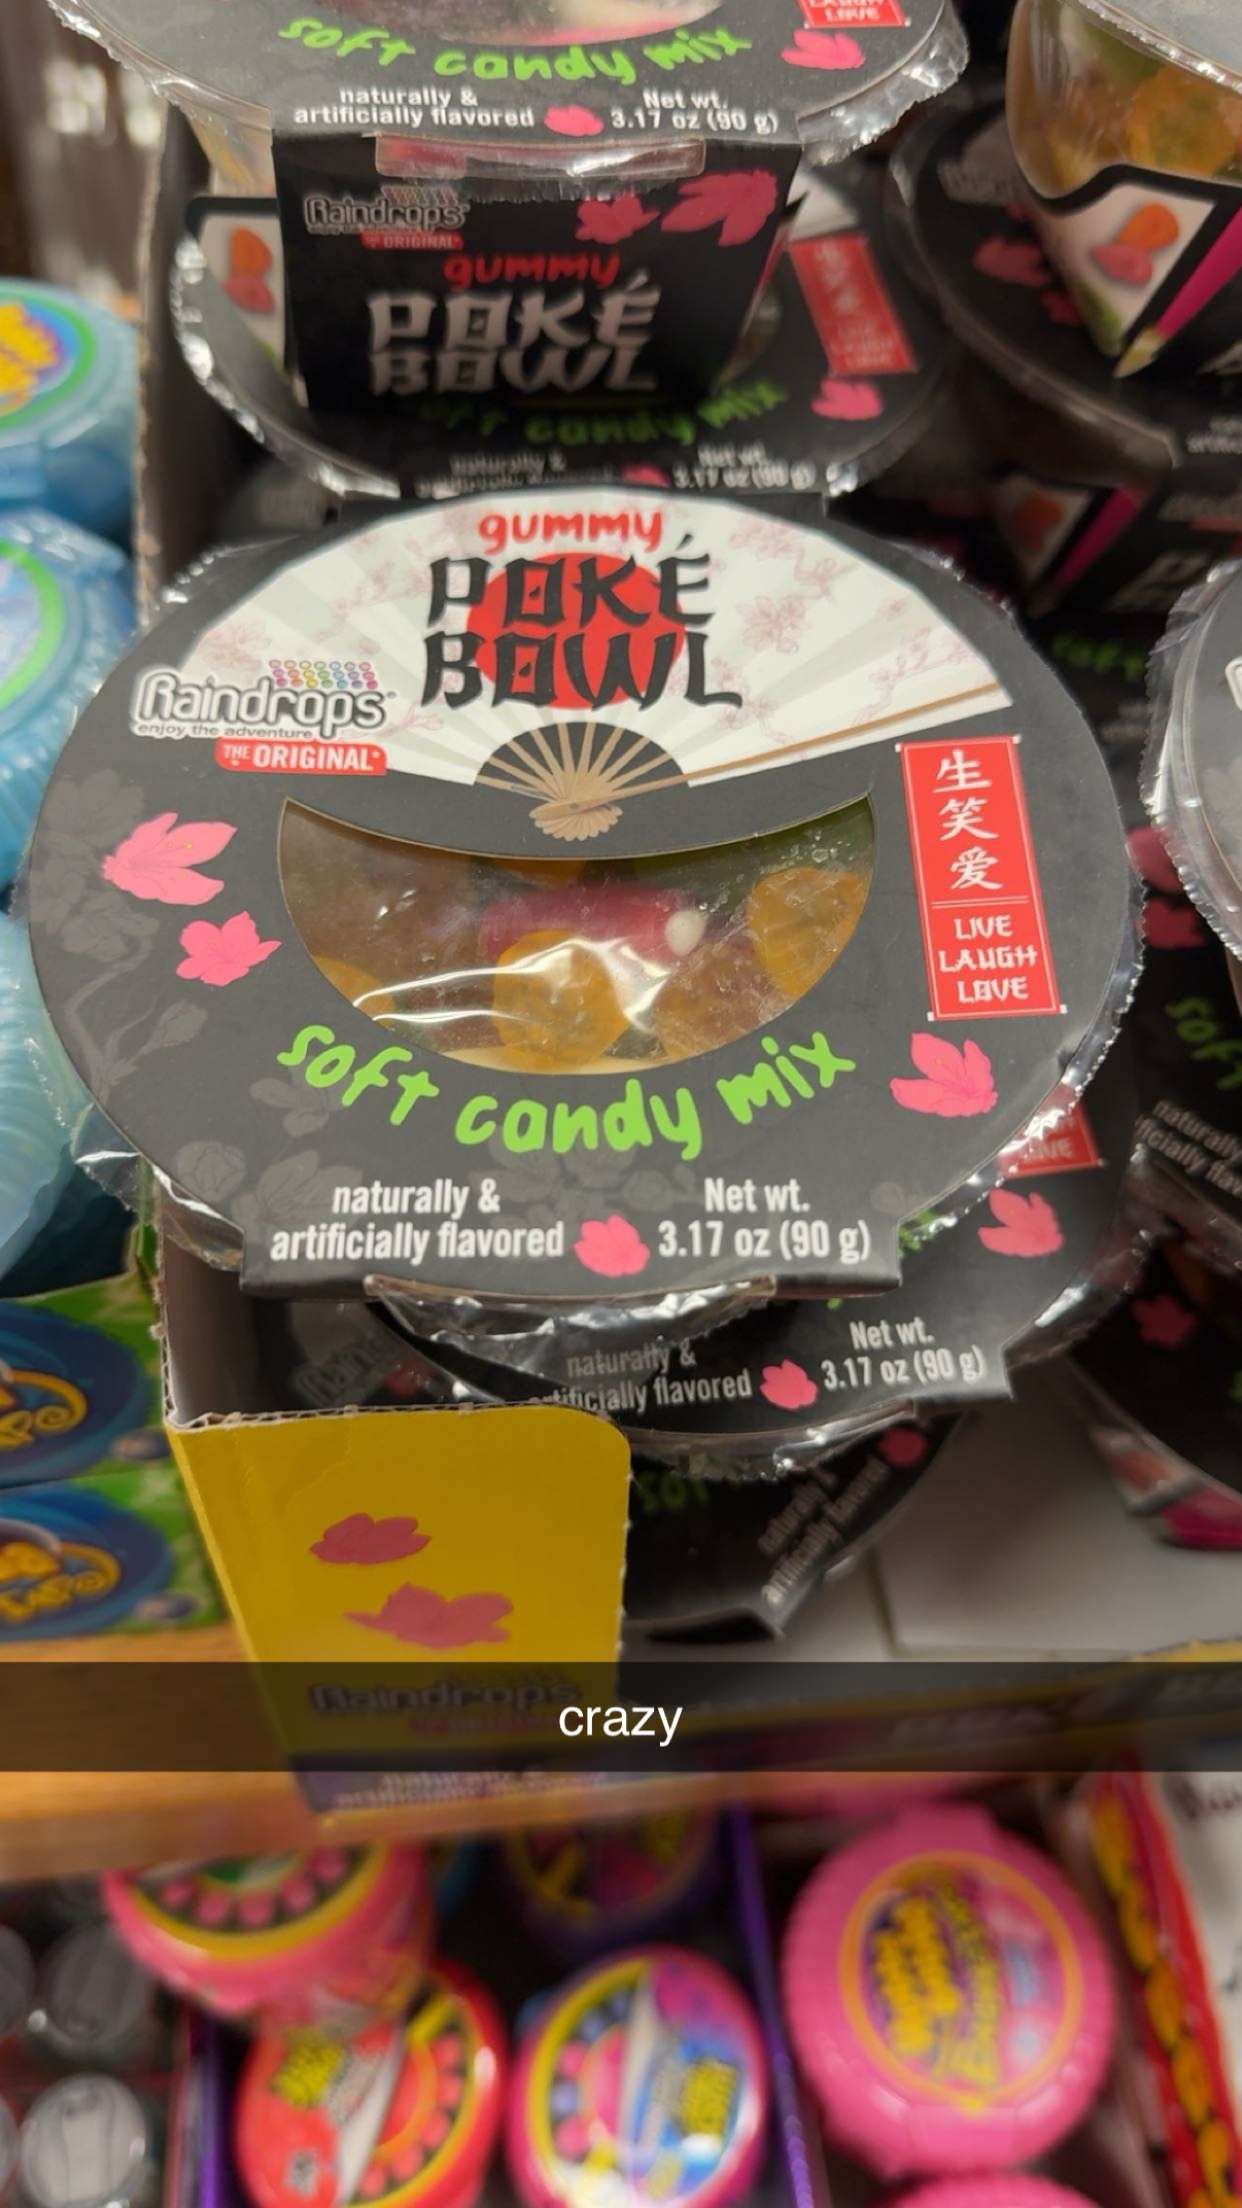 soft candy mix
naturally &
artificially flavored
Net wt.
3.17 oz (90 g)
LAUGH
LOVE
Raindrops
THE ORIGINAL
gummy
POKÉ
BOWL
soft candy mix
naturally &
3.17 oz (90 g)
gummy
POKÉ
BOWL
Raindrops
enjoy the adventure
THE ORIGINAL
生
笑
爱
LIVE
LAUGH
LOVE
soft candy mix
naturally &
artificially flavored
Net wt.
3.17 oz (90 g)
naturally &
artificially flavored
Net wt.
3.17 oz (90 g)
Raindrops
crazy